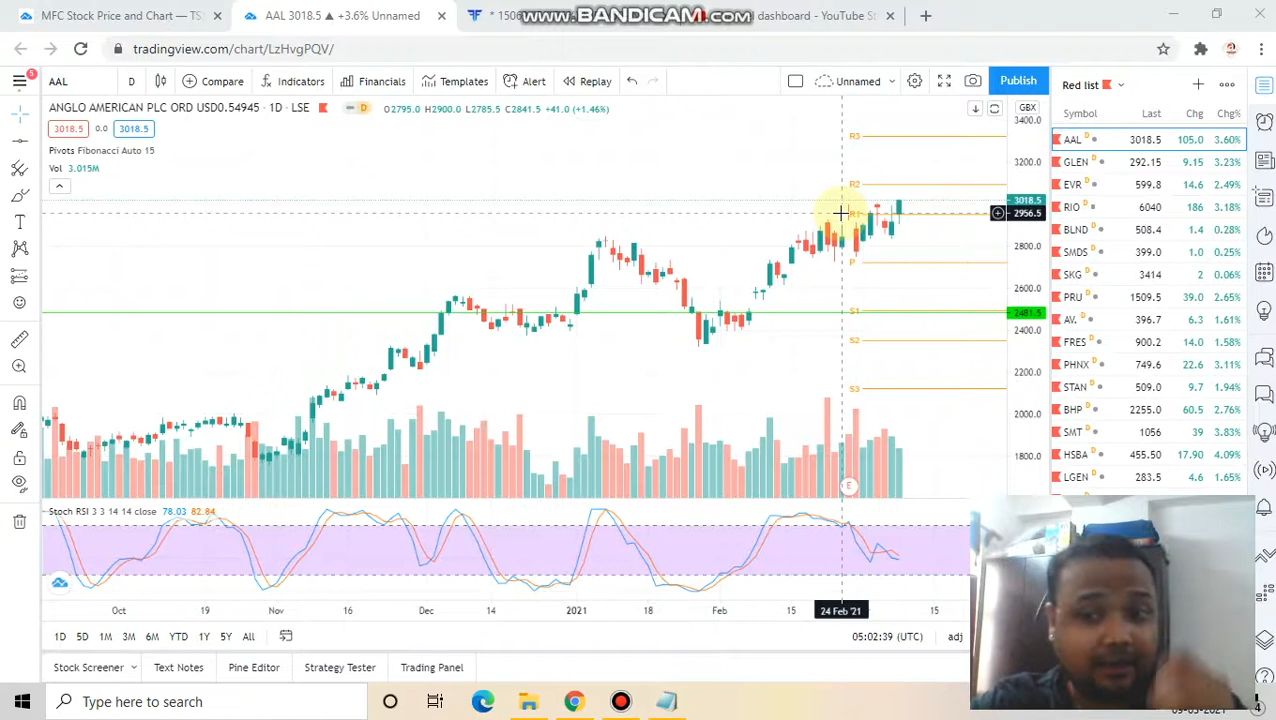 MFC Stock Price and Chart — TS
AAL 3018.5 ▲ +3.6% Unnamed
www.BANDICAM.com
dashboard - Business
tradingview.com/chart/LzHvgPQV/
5
AAL D Compare Indicators Financials Templates Alert Replay Unnamed Publish
Red list
ANGLO AMERICAN PLC ORD USD0.54945 · 1D · LSE D O2795.0 H2900.0 L2785.5 C2841.5 +41.0 (+1.46%) GBX
3018.5 0.0 3018.5
Pivots Fibonacci Auto 15
Vol 3.015M
Symbol Last Chg Chg%
AAL D 3018.5 105.0 3.60%
GLEN D 292.15 9.15 3.23%
EVR D 599.8 14.6 2.49%
RIO D 6040 186 3.18%
BLND D 508.4 1.4 0.28%
SMDS D 399.0 1.0 0.25%
SKG D 3414 2 0.06%
PRU D 1509.5 39.0 2.65%
AV. D 396.7 6.3 1.61%
FRES D 900.2 14.0 1.58%
PHNX D 749.6 22.6 3.11%
STAN D 509.0 9.7 1.94%
BHP D 2255.0 60.5 2.76%
SMT D 1056 39 3.83%
HSBA D 455.50 17.90 4.09%
LGEN D 283.5 4.6 1.65%
3400.0
R3
3200.0
R2
3018.5
R1
2956.5
2800.0
P
2600.0
S1
2481.5
2400.0
S2
2200.0
S3
2000.0
1800.0
E
Stoch RSI 3 3 14 14 close 78.03 82.84
Oct 19 Nov 16 Dec 14 2021 18 Feb 15 24 Feb '21 15
1D 5D 1M 3M 6M YTD 1Y 5Y All 05:02:39 (UTC) adj
Stock Screener Text Notes Pine Editor Strategy Tester Trading Panel
Type here to search